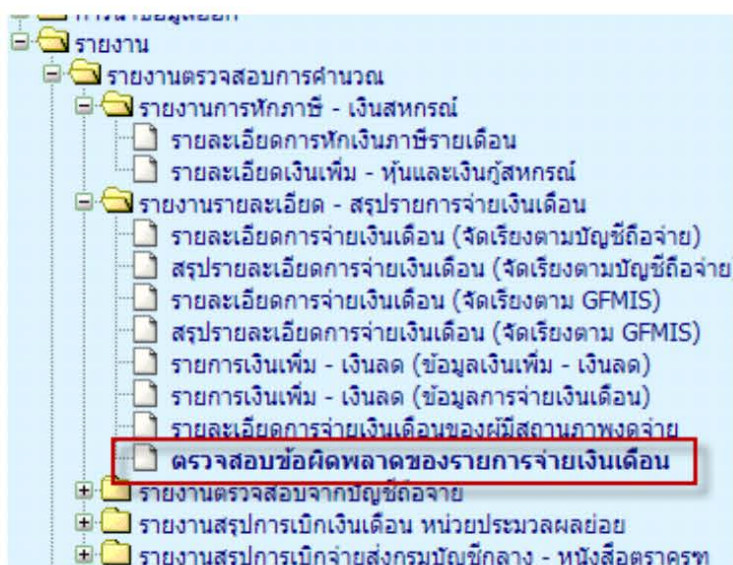 การนำข้อมูลออก
รายงาน
รายงานตรวจสอบการคำนวณ
รายงานการหักภาษี - เงินสหกรณ์
รายละเอียดการหักเงินภาษีรายเดือน
รายละเอียดเงินเพิ่ม - หุ้นและเงินกู้สหกรณ์
รายงานรายละเอียด - สรุปรายการจ่ายเงินเดือน
รายละเอียดการจ่ายเงินเดือน (จัดเรียงตามบัญชีถือจ่าย)
สรุปรายละเอียดการจ่ายเงินเดือน (จัดเรียงตามบัญชีถือจ่าย)
รายละเอียดการจ่ายเงินเดือน (จัดเรียงตาม GFMIS)
สรุปรายละเอียดการจ่ายเงินเดือน (จัดเรียงตาม GFMIS)
รายการเงินเพิ่ม - เงินลด (ข้อมูลเงินเพิ่ม - เงินลด)
รายการเงินเพิ่ม - เงินลด (ข้อมูลการจ่ายเงินเดือน)
รายละเอียดการจ่ายเงินเดือนของผู้มีสถานภาพงดจ่าย
ตรวจสอบข้อผิดพลาดของรายการจ่ายเงินเดือน
รายงานตรวจสอบจากบัญชีถือจ่าย
รายงานสรุปการเบิกเงินเดือน หน่วยประมวลผลย่อย
รายงานสรุปการเบิกจ่ายส่งกรมบัญชีกลาง - หนังสือตราครุฑ